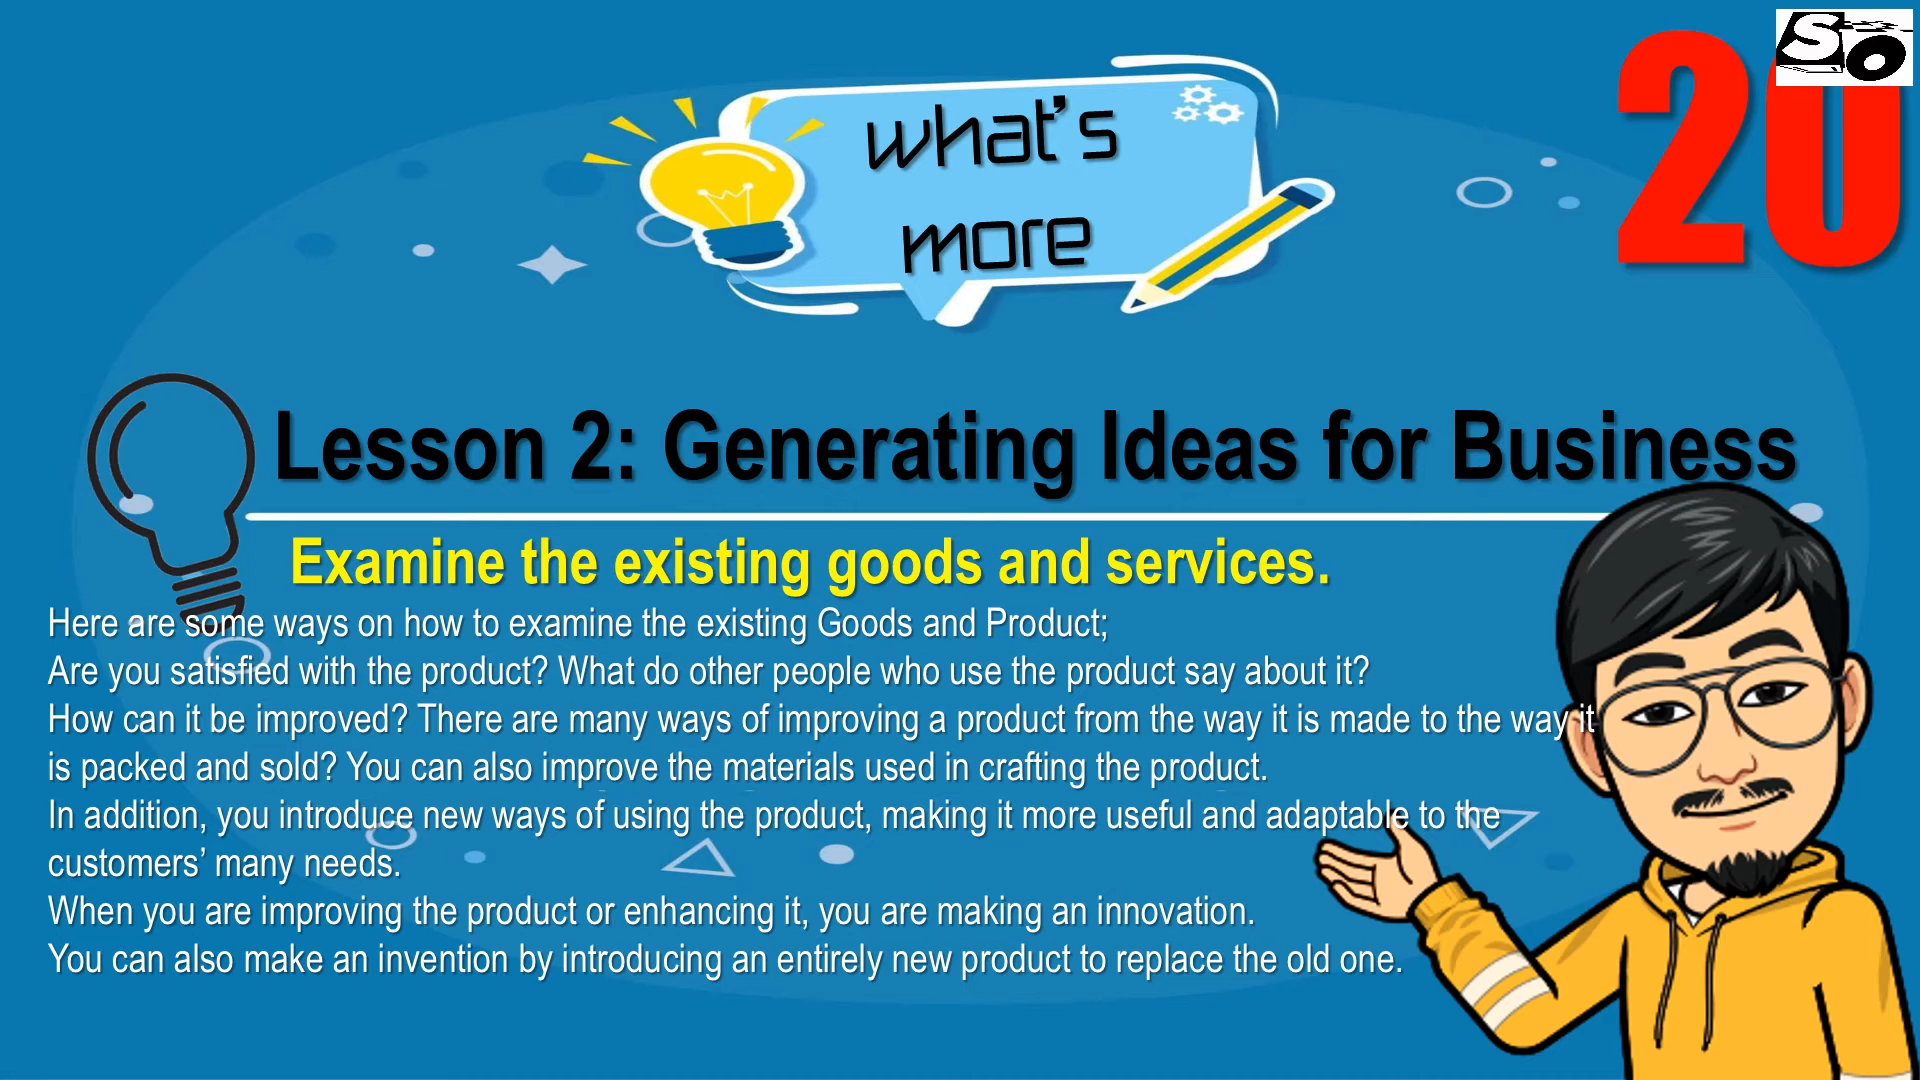 SO
20
what's
more
Lesson 2: Generating Ideas for Business
Examine the existing goods and services.
Here are some ways on how to examine the existing Goods and Product;
Are you satisfied with the product? What do other people who use the product say about it?
How can it be improved? There are many ways of improving a product from the way it is made to the way it
is packed and sold? You can also improve the materials used in crafting the product.
In addition, you introduce new ways of using the product, making it more useful and adaptable to the
customers’ many needs.
When you are improving the product or enhancing it, you are making an innovation.
You can also make an invention by introducing an entirely new product to replace the old one.